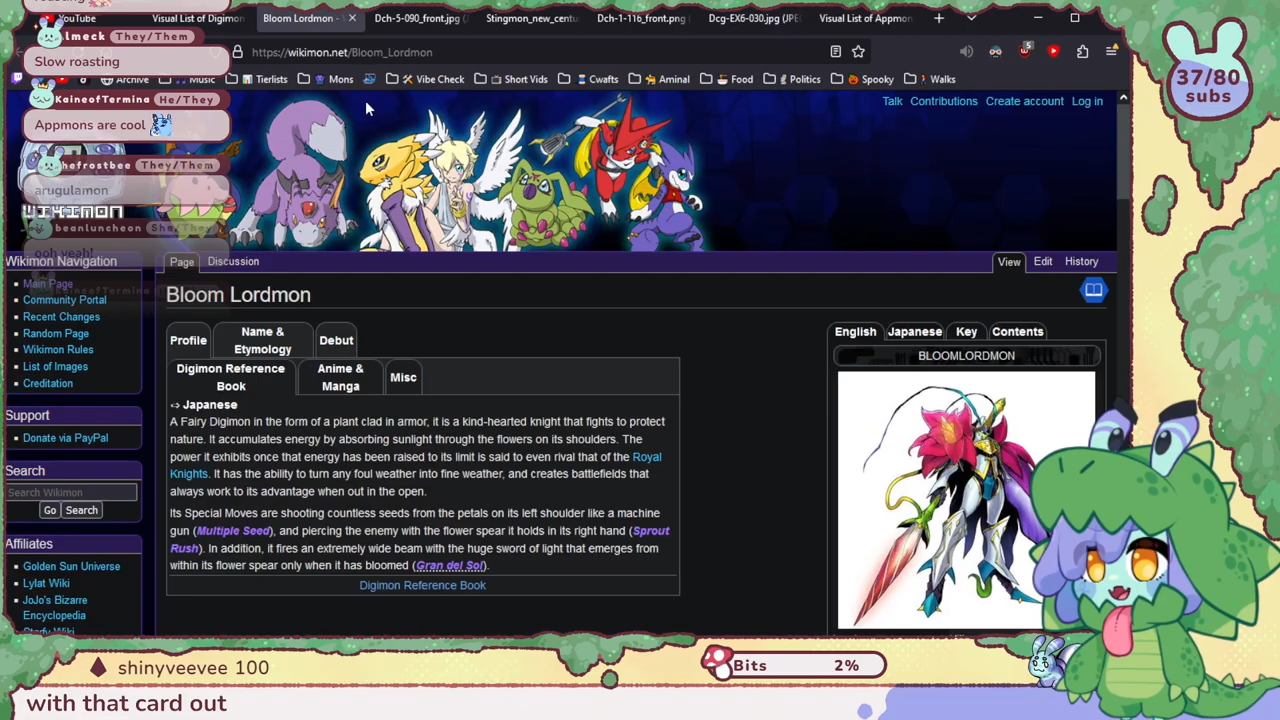 YouTube
Visual List of Digimon
Bloom Lordmon -
Dch-5-090_front.jpg (
Stingmon_new_centu
Dch-1-116_front.png (
Dcg-EX6-030.jpg (JPE
Visual List of Appmon
https://wikimon.net/Bloom_Lordmon
5
Archive
Music
Tierlists
Mons
Vibe Check
Short Vids
Cwafts
Aminal
Food
Politics
Spooky
Walks
lmeck They/Them
Slow roasting
KaineofTermina He/They
Appmons are cool
hefrostbee They/Them
arugulamon
beanluncheon She/They
ooh yeah!
KaineofTermina
37/80
subs
Talk Contributions Create account Log in
WIKIMON
Wikimon Navigation
Main Page
Community Portal
Recent Changes
Random Page
Wikimon Rules
List of Images
Creditation
Support
Donate via PayPal
Search
Search Wikimon
Go Search
Affiliates
Golden Sun Universe
Lylat Wiki
JoJo's Bizarre
Encyclopedia
Page Discussion
View Edit History
Bloom Lordmon
Profile
Name &
Etymology
Debut
Digimon Reference
Book
Anime &
Manga
Misc
Japanese
A Fairy Digimon in the form of a plant clad in armor, it is a kind-hearted knight that fights to protect
nature. It accumulates energy by absorbing sunlight through the flowers on its shoulders. The
power it exhibits once that energy has been raised to its limit is said to even rival that of the Royal
Knights. It has the ability to turn any foul weather into fine weather, and creates battlefields that
always work to its advantage when out in the open.
Its Special Moves are shooting countless seeds from the petals on its left shoulder like a machine
gun (Multiple Seed), and piercing the enemy with the flower spear it holds in its right hand (Sprout
Rush). In addition, it fires an extremely wide beam with the huge sword of light that emerges from
within its flower spear only when it has bloomed (Gran del Sol).
Digimon Reference Book
English Japanese Key Contents
BLOOMLORDMON
shinyveevee 100
Bits 2%
with that card out